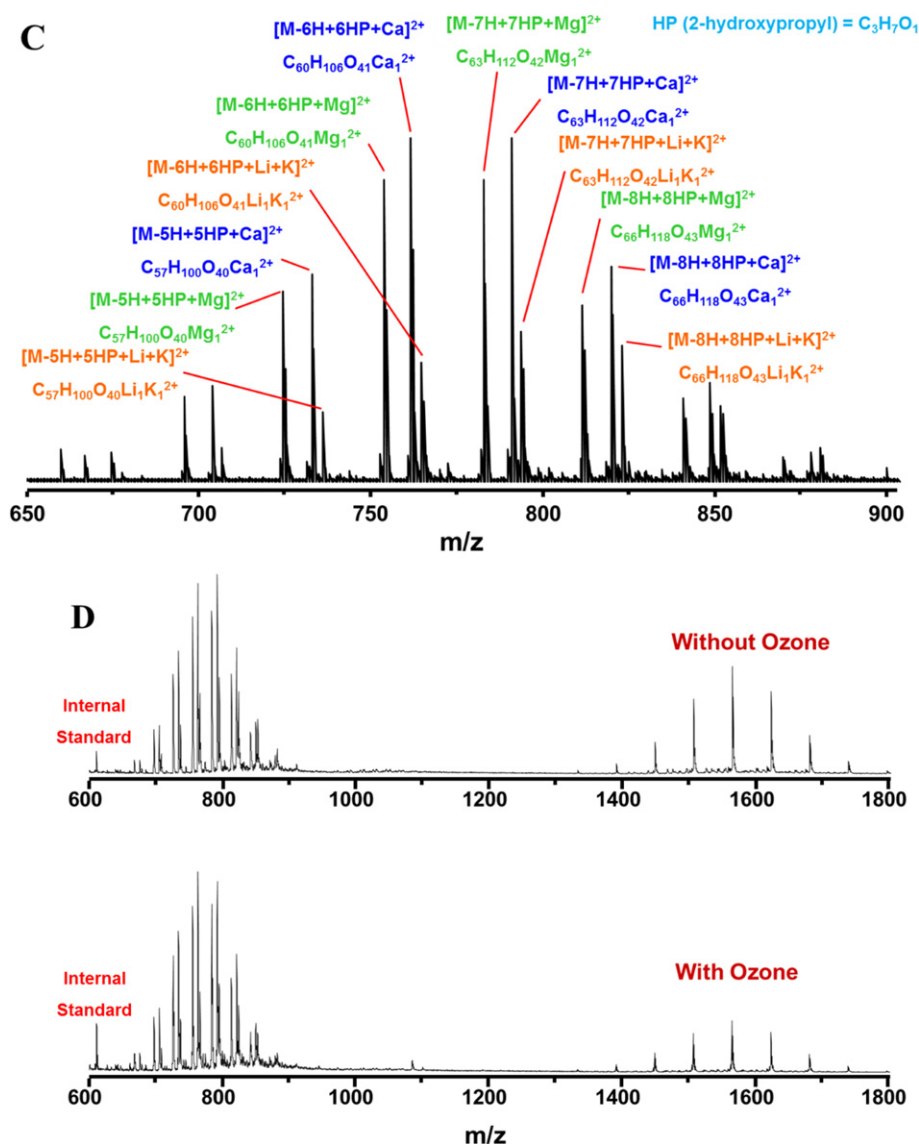 C
HP (2-hydroxypropyl) = C₃H₇O₁
[M-6H+6HP+Ca]²⁺
C₆₀H₁₀₆O₄₁Ca₁²⁺
[M-7H+7HP+Mg]²⁺
C₆₃H₁₁₂O₄₂Mg₁²⁺
[M-6H+6HP+Mg]²⁺
C₆₀H₁₀₆O₄₁Mg₁²⁺
[M-7H+7HP+Ca]²⁺
C₆₃H₁₁₂O₄₂Ca₁²⁺
[M-6H+6HP+Li+K]²⁺
C₆₀H₁₀₆O₄₁Li₁K₁²⁺
[M-7H+7HP+Li+K]²⁺
C₆₃H₁₁₂O₄₂Li₁K₁²⁺
[M-5H+5HP+Ca]²⁺
C₅₇H₁₀₀O₄₀Ca₁²⁺
[M-8H+8HP+Mg]²⁺
C₆₆H₁₁₈O₄₃Mg₁²⁺
[M-5H+5HP+Mg]²⁺
C₅₇H₁₀₀O₄₀Mg₁²⁺
[M-8H+8HP+Ca]²⁺
C₆₆H₁₁₈O₄₃Ca₁²⁺
[M-5H+5HP+Li+K]²⁺
C₅₇H₁₀₀O₄₀Li₁K₁²⁺
[M-8H+8HP+Li+K]²⁺
C₆₆H₁₁₈O₄₃Li₁K₁²⁺
650 700 750 800 850 900
m/z
D
Without Ozone
Internal
Standard
600 800 1000 1200 1400 1600 1800
With Ozone
Internal
Standard
600 800 1000 1200 1400 1600 1800
m/z